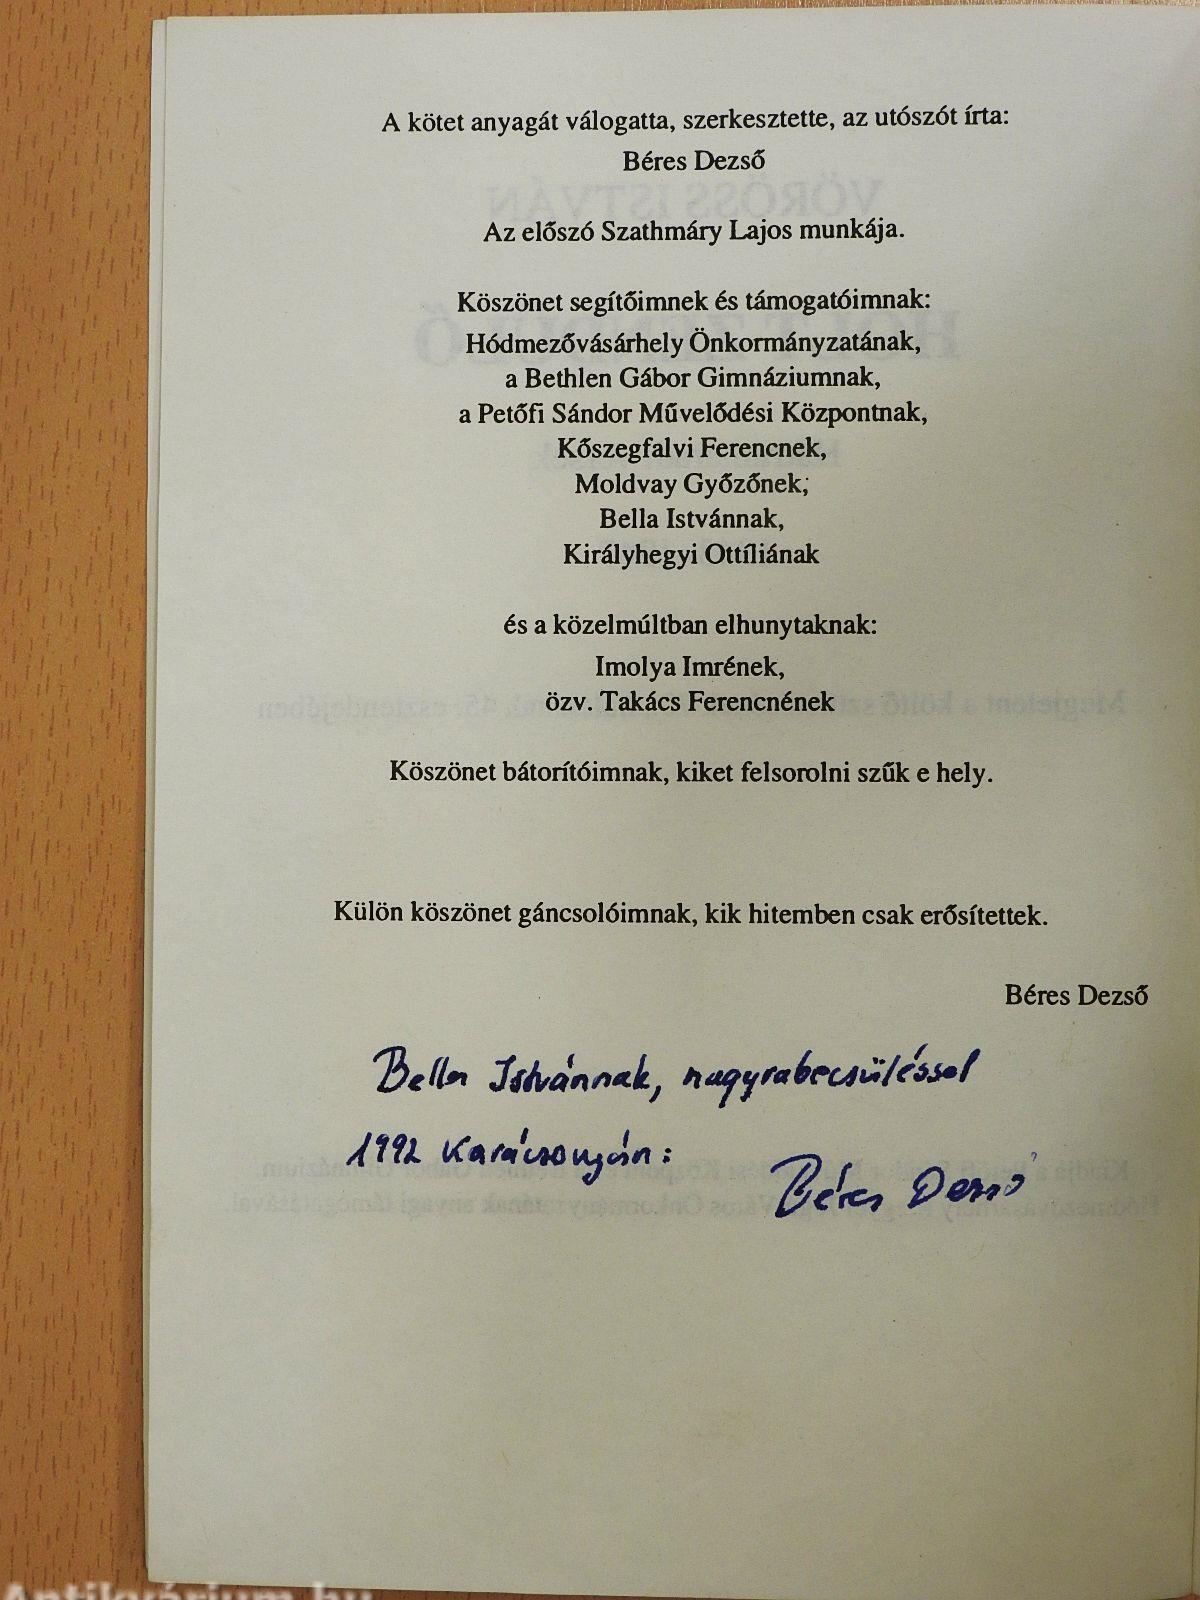 A kötet anyagát válogatta, szerkesztette, az utószót írta:
Béres Dezső
Az előszó Szathmáry Lajos munkája.
Köszönet segítőimnek és támogatóimnak:
Hódmezővásárhely Önkormányzatának,
a Bethlen Gábor Gimnáziumnak,
a Petőfi Sándor Művelődési Központnak,
Kőszegfalvi Ferencnek,
Moldvay Győzőnek,
Bella Istvánnak,
Királyhegyi Ottíliának
és a közelmúltban elhunytaknak:
Imolya Imrének,
özv. Takács Ferencnének
Köszönet bátorítóimnak, kiket felsorolni szűk e hely.
Külön köszönet gáncsolóimnak, kik hitemben csak erősítettek.
Béres Dezső
Bella Istvánnak, nagyrabecsüléssel
1992 Karácsonyán:
Béres Dezső
Antikvárium.hu